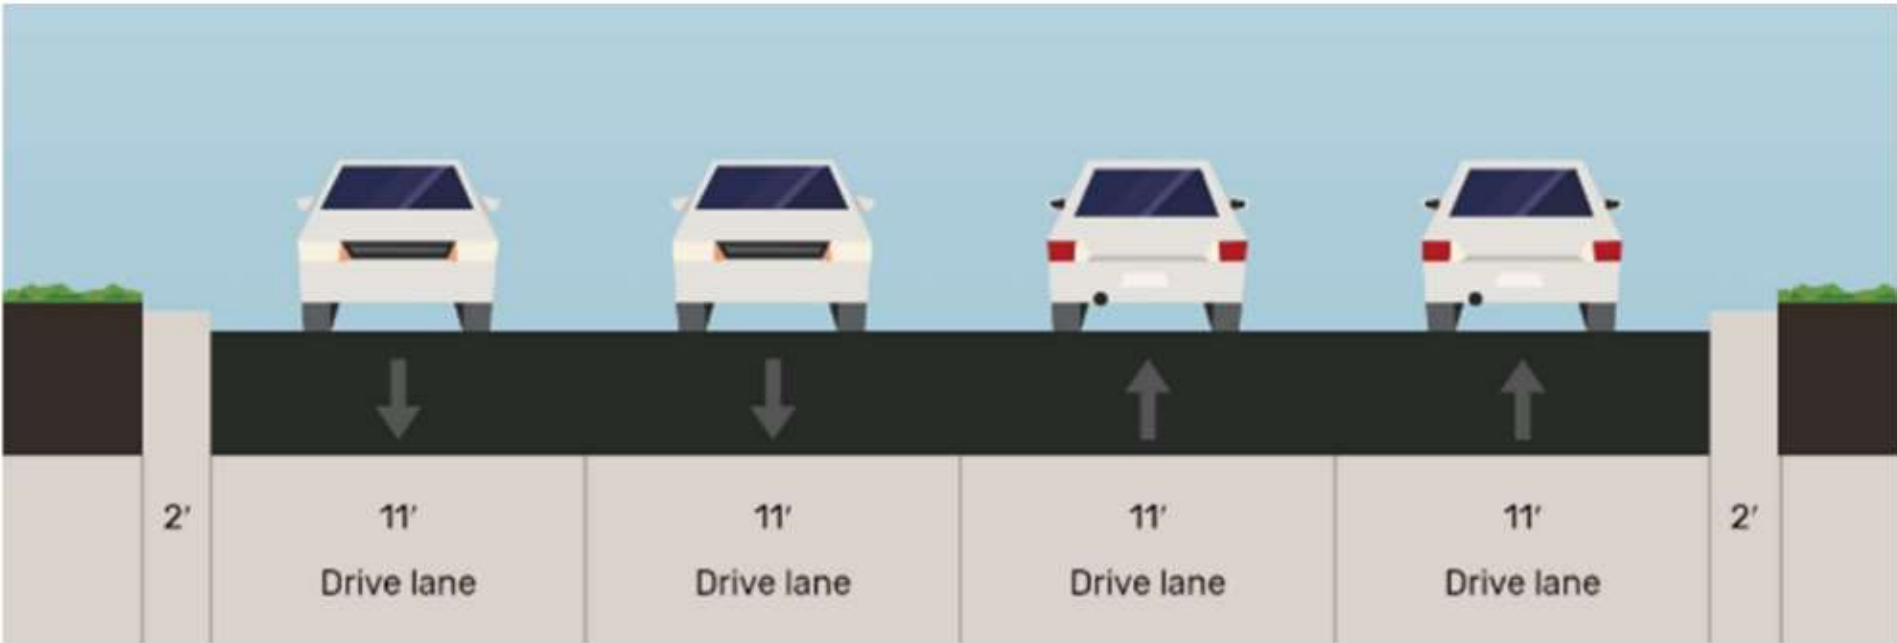 2′ 11′ 11′ 11′ 11′ 2′
Drive lane Drive lane Drive lane Drive lane